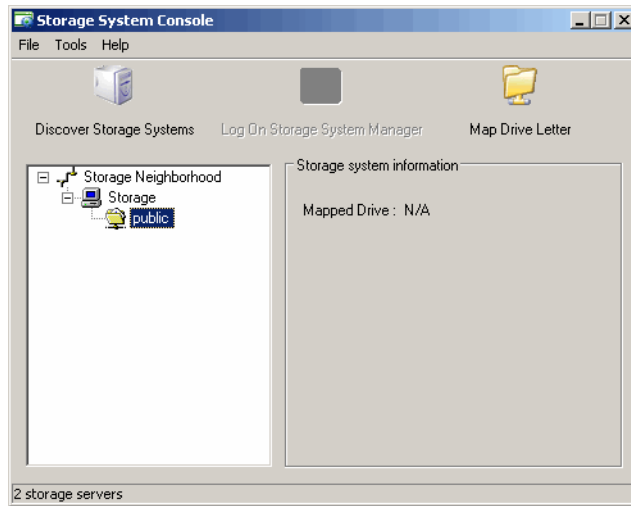 Storage System Console
File Tools Help
Discover Storage Systems Log On Storage System Manager Map Drive Letter
Storage Neighborhood
Storage
public
Storage system information
Mapped Drive : N/A
2 storage servers